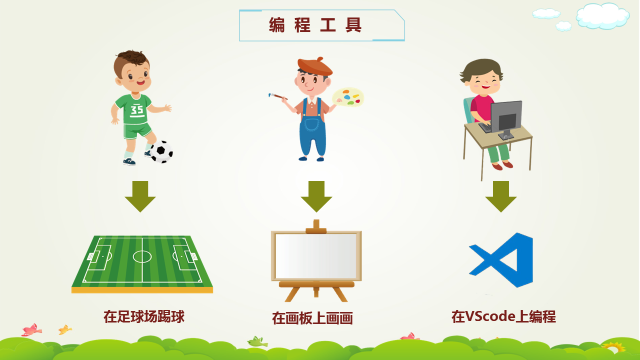 编程工具
35
在足球场踢球
在画板上画画
在VScode上编程